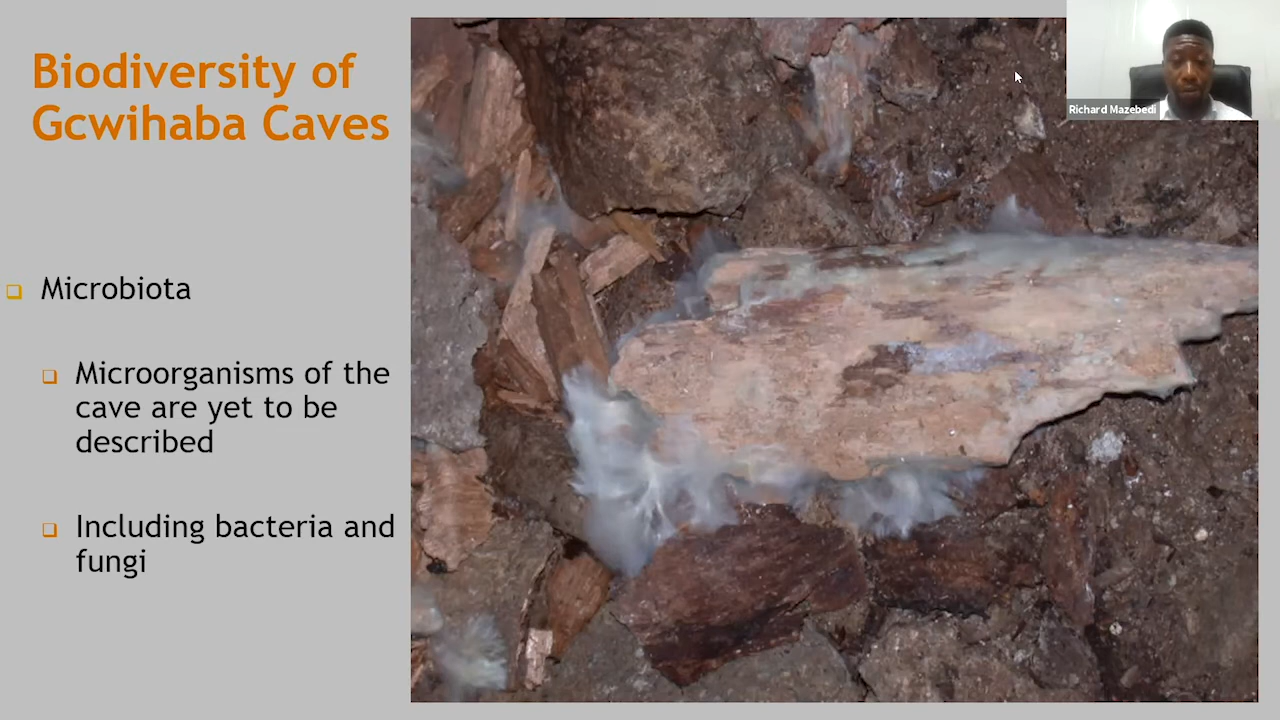 Biodiversity of
Gcwihaba Caves
Richard Mazebedi
Microbiota
Microorganisms of the
cave are yet to be
described
Including bacteria and
fungi